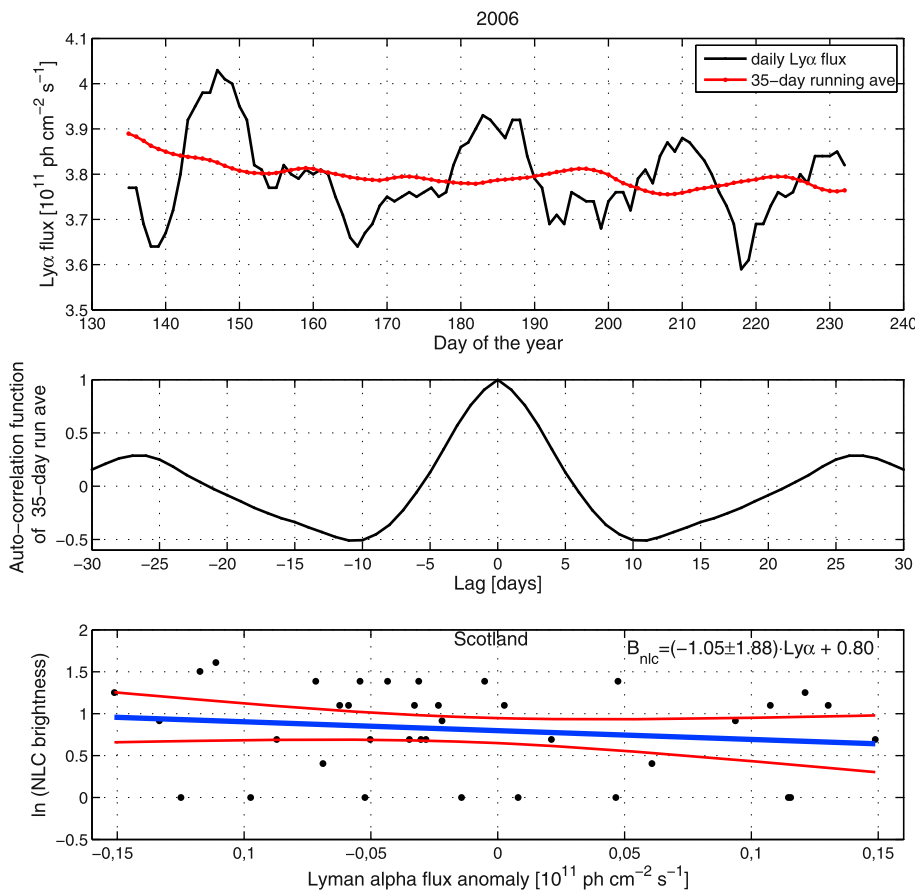 2006
daily Lyα flux
35−day running ave
Lyα flux [10¹¹ ph cm⁻² s⁻¹]
4.1
4
3.9
3.8
3.7
3.6
3.5
130 140 150 160 170 180 190 200 210 220 230 240
Day of the year
Auto−correlation function
of 35−day run ave
1
0.5
0
−0.5
−30 −25 −20 −15 −10 −5 0 5 10 15 20 25 30
Lag [days]
Scotland
Bₙₗc=(−1.05±1.88)·Lyα + 0.80
ln (NLC brightness)
2
1.5
1
0.5
0
−0.5
−0,15 0,1 −0,05 0 0,05 0,1 0,15
Lyman alpha flux anomaly [10¹¹ ph cm⁻² s⁻¹]